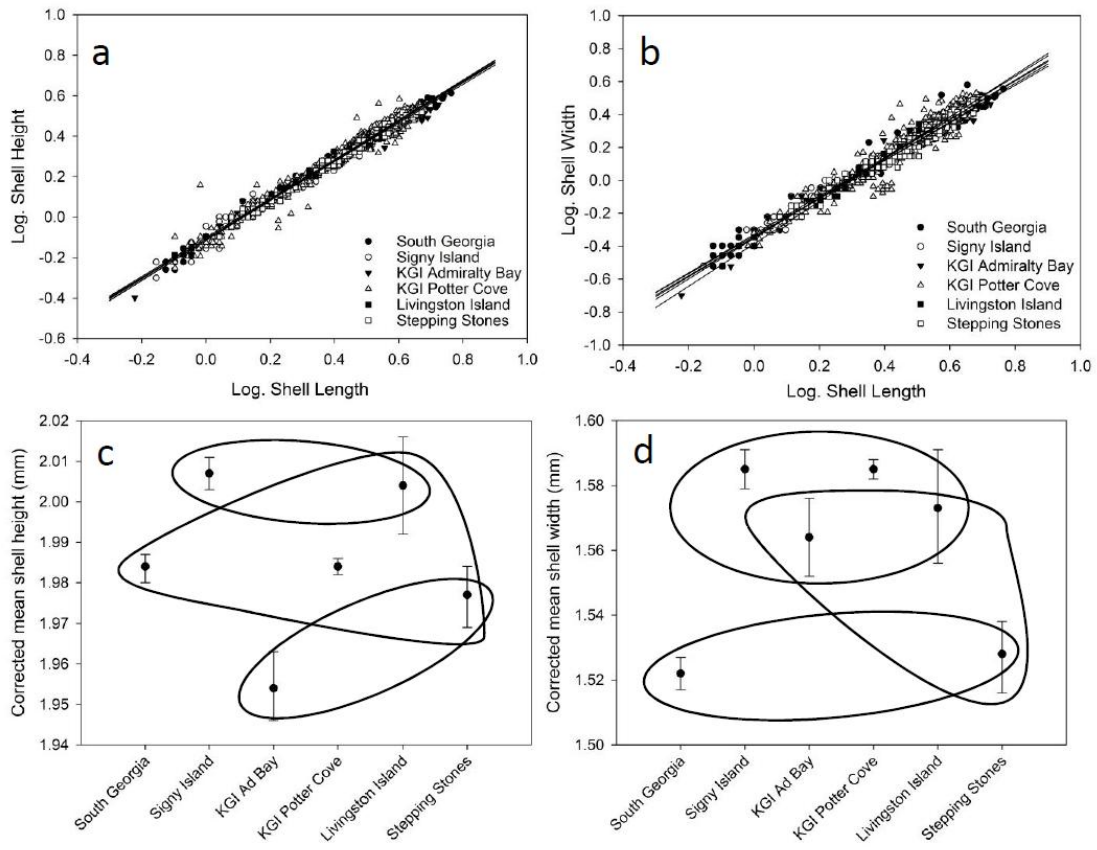 a
Log. Shell Height
1.0
0.8
0.6
0.4
0.2
0.0
-0.2
-0.4
-0.6
South Georgia
Signy Island
KGI Admiralty Bay
KGI Potter Cove
Livingston Island
Stepping Stones
-0.4 -0.2 0.0 0.2 0.4 0.6 0.8 1.0
Log. Shell Length
b
Log. Shell Width
1.0
0.8
0.6
0.4
0.2
0.0
-0.2
-0.4
-0.6
-0.8
-1.0
South Georgia
Signy Island
KGI Admiralty Bay
KGI Potter Cove
Livingston Island
Stepping Stones
-0.4 -0.2 0.0 0.2 0.4 0.6 0.8 1.0
Log. Shell Length
c
Corrected mean shell height (mm)
2.02
2.01
2.00
1.99
1.98
1.97
1.96
1.95
1.94
South Georgia
Signy Island
KGI Ad Bay
KGI Potter Cove
Livingston Island
Stepping Stones
d
Corrected mean shell width (mm)
1.60
1.58
1.56
1.54
1.52
1.50
South Georgia
Signy Island
KGI Ad Bay
KGI Potter Cove
Livingston Island
Stepping Stones